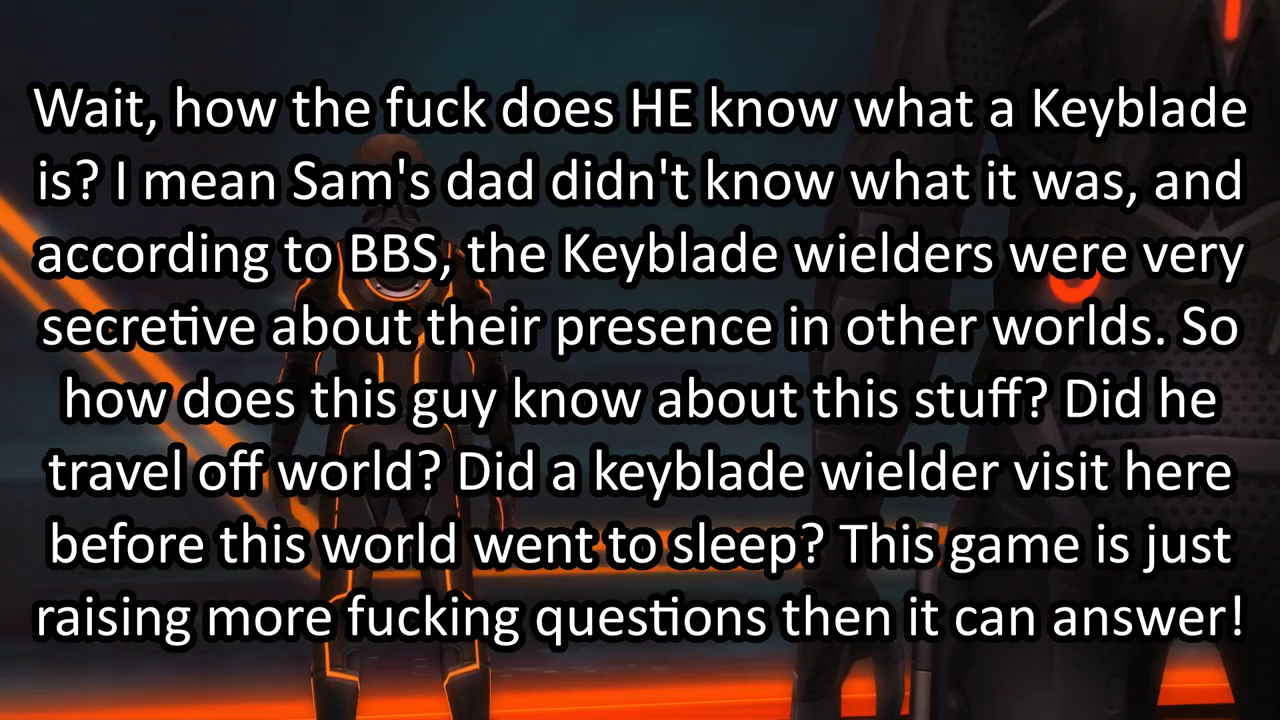 Wait, how the fuck does HE know what a Keyblade
is? I mean Sam's dad didn't know what it was, and
according to BBS, the Keyblade wielders were very
secretive about their presence in other worlds. So
how does this guy know about this stuff? Did he
travel off world? Did a keyblade wielder visit here
before this world went to sleep? This game is just
raising more fucking questions then it can answer!